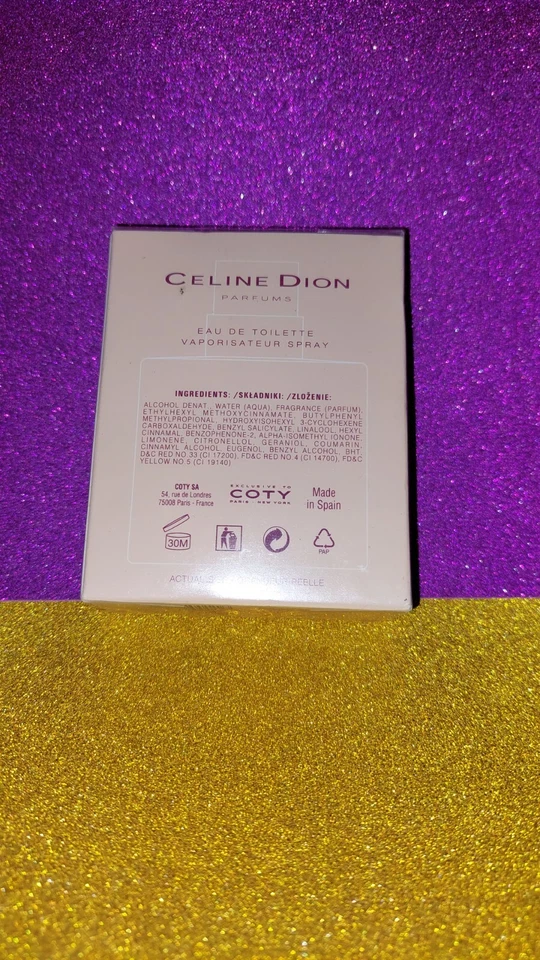 CELINE DION
PARFUMS
EAU DE TOILETTE
VAPORISATEUR SPRAY
INGREDIENTS: /SKŁADNIKI: /ZLOŽENIE:
ALCOHOL DENAT., WATER (AQUA), FRAGRANCE (PARFUM),
ETHYLHEXYL METHOXYCINNAMATE, BUTYLPHENYL
METHYLPROPIONAL, HYDROXYISOHEXYL 3-CYCLOHEXENE
CARBOXALDEHYDE, BENZYL SALICYLATE, LINALOOL, HEXYL
CINNAMAL, BENZOPHENONE-2, ALPHA-ISOMETHYL IONONE,
LIMONENE, CITRONELLOL, GERANIOL, COUMARIN,
CINNAMYL ALCOHOL, EUGENOL, BENZYL ALCOHOL, BHT,
D&C RED NO.33 (CI 17200), FD&C RED NO.4 (CI 14700), FD&C
YELLOW NO.5 (CI 19140)
COTY SA
54, rue de Londres
75008 Paris - France
EXCLUSIVE TO
COTY
PARIS - NEW YORK
Made
in Spain
30M
PAP